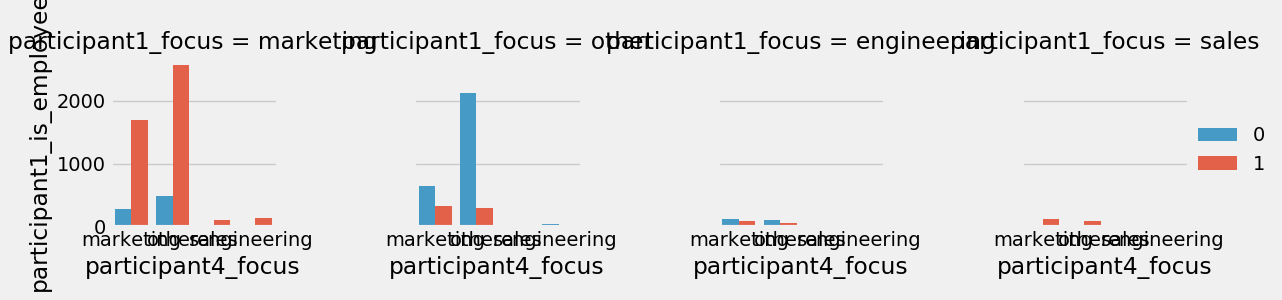 participant1_focus = marketing
participant1_focus = other
participant1_focus = engineering
participant1_focus = sales
participant1_is_employee
2000
1000
0
marketing other sales engineering
marketing other sales engineering
marketing other sales engineering
marketing other sales engineering
participant4_focus
participant4_focus
participant4_focus
participant4_focus
0
1